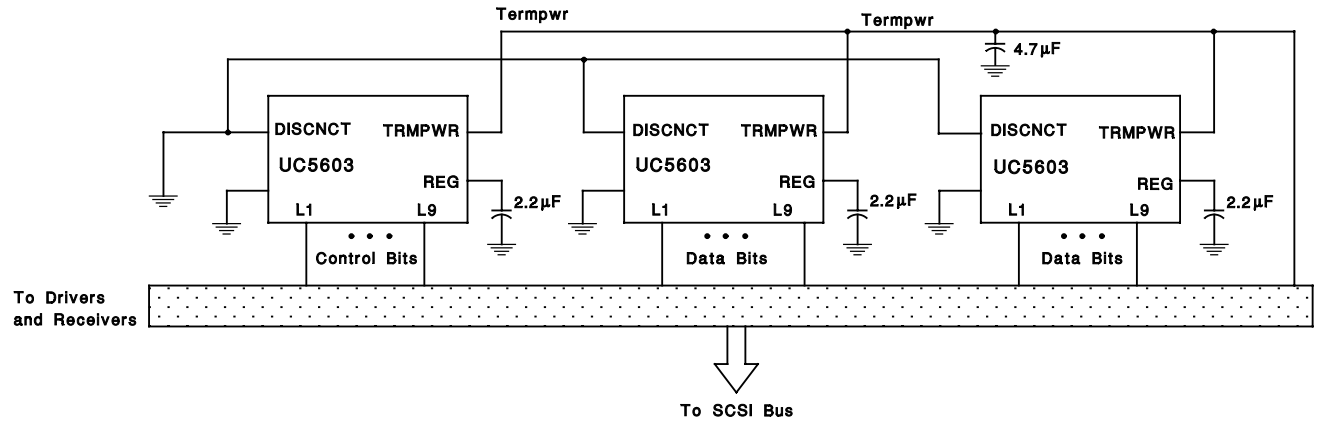 Termpwr
Termpwr
4.7µF
DISCNCT TRMPWR
UC5603
REG
2.2µF
L1 L9
• • •
Control Bits
DISCNCT TRMPWR
UC5603
REG
2.2µF
L1 L9
• • •
Data Bits
DISCNCT TRMPWR
UC5603
REG
2.2µF
L1 L9
• • •
Data Bits
To Drivers
and Receivers
To SCSI Bus